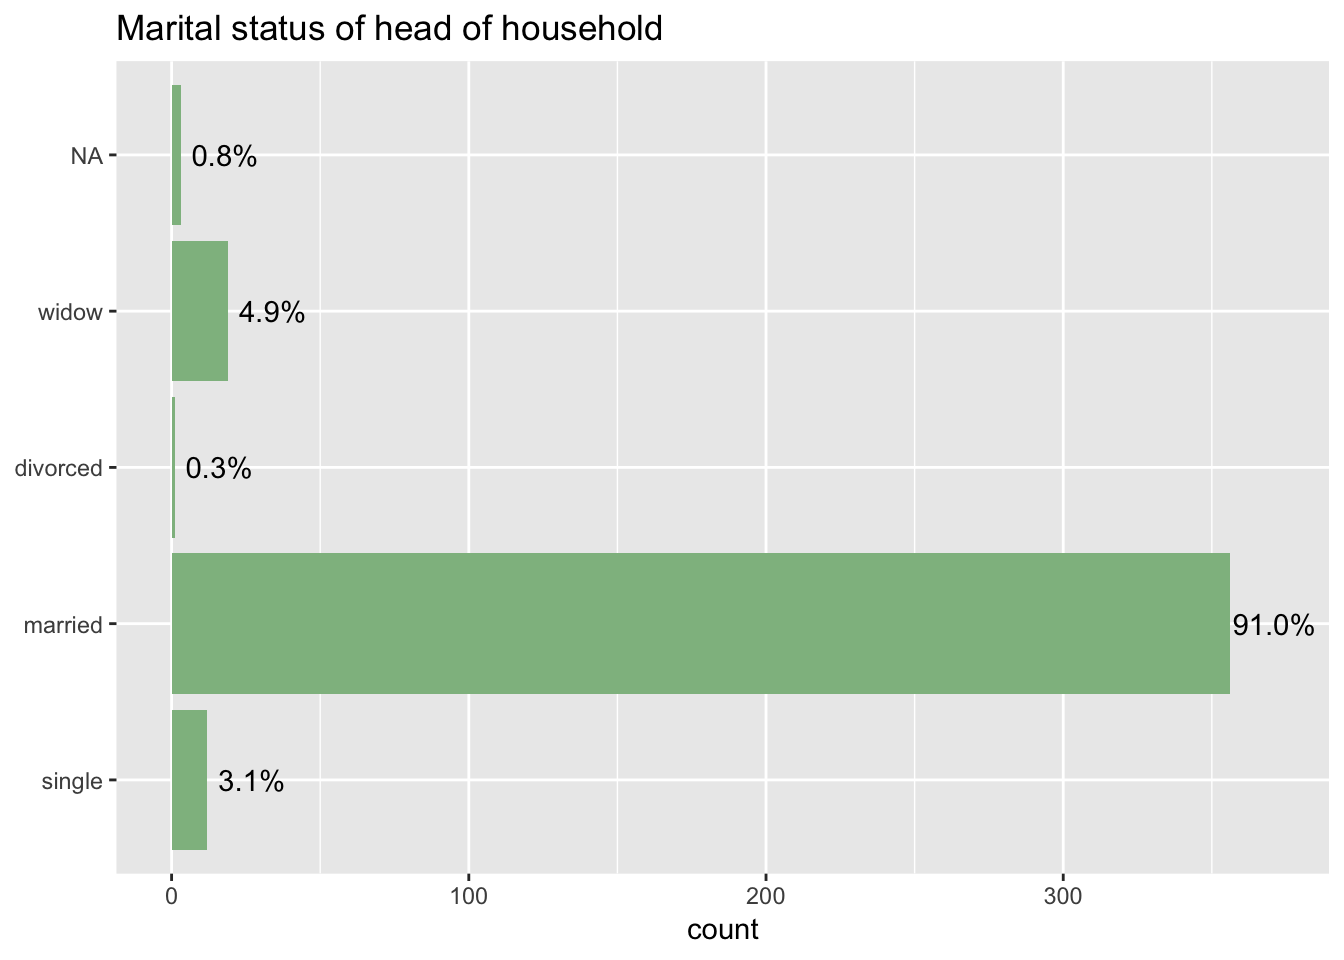 Marital status of head of household
NA
0.8%
widow
4.9%
divorced
0.3%
married
91.0%
single
3.1%
0 100 200 300
count